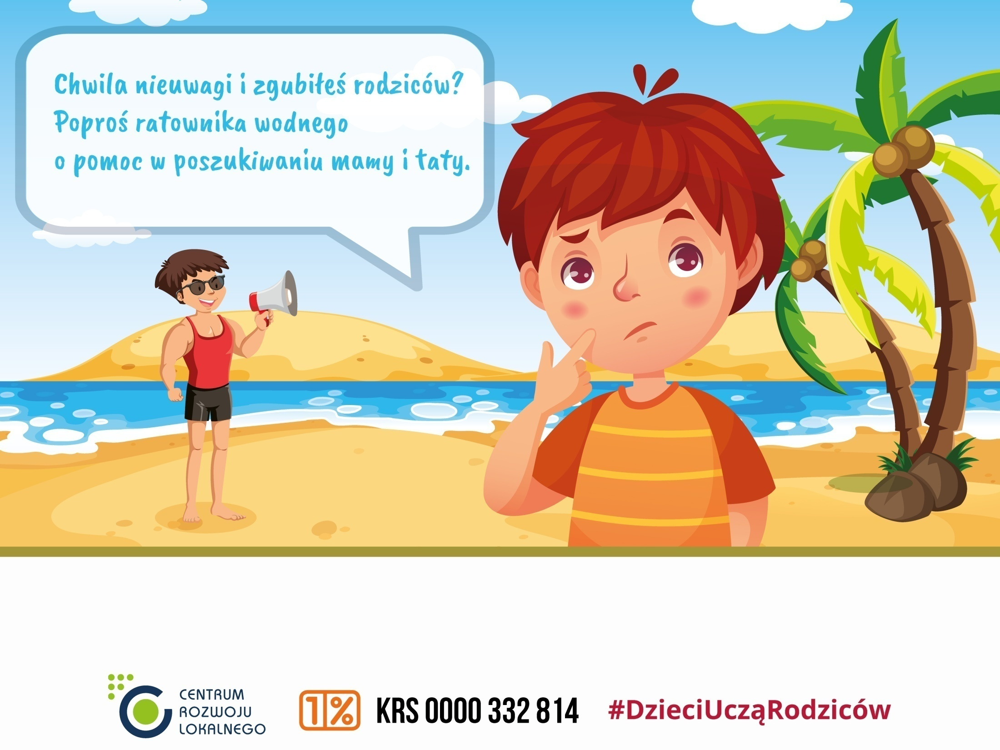 Chwila nieuwagi i zgubiłeś rodziców?
Poproś ratownika wodnego
o pomoc w poszukiwaniu mamy i taty.
CENTRUM
ROZWOJU
LOKALNEGO
1%
KRS 0000 332 814
#DzieciUcząRodziców